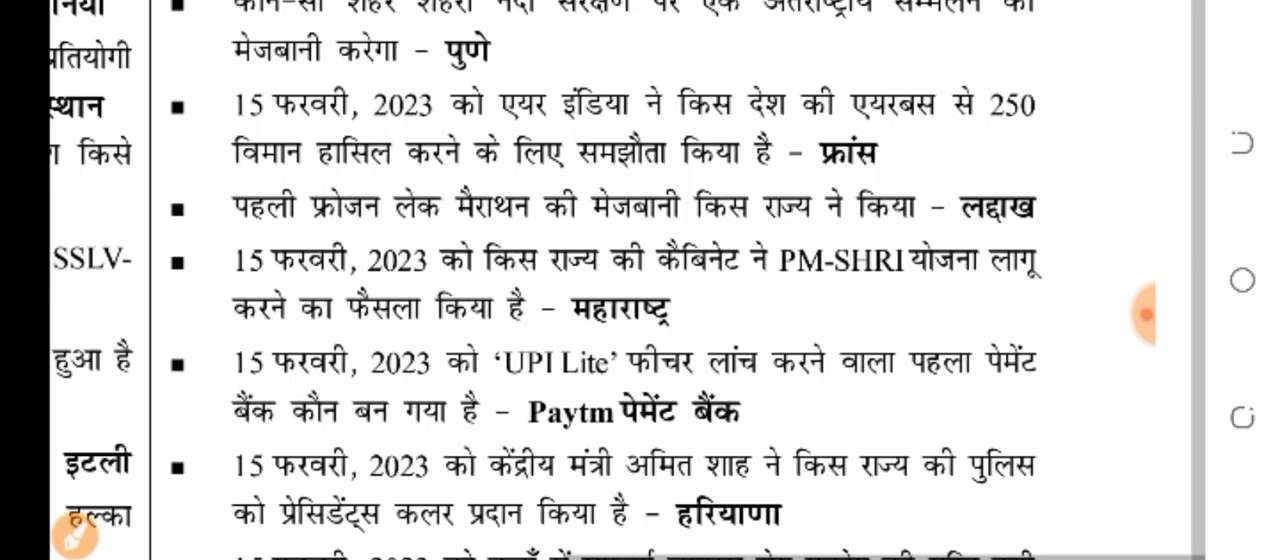 प्रतियोगी
स्थान
किसे
SSLV-
हुआ है
इटली
हल्का
मेजबानी करेगा – पुणे
■ 15 फरवरी, 2023 को एयर इंडिया ने किस देश की एयरबस से 250
विमान हासिल करने के लिए समझौता किया है – फ्रांस
■ पहली फ्रोजन लेक मैराथन की मेजबानी किस राज्य ने किया – लद्दाख
■ 15 फरवरी, 2023 को किस राज्य की कैबिनेट ने PM-SHRI योजना लागू
करने का फैसला किया है – महाराष्ट्र
■ 15 फरवरी, 2023 को ‘UPI Lite’ फीचर लांच करने वाला पहला पेमेंट
बैंक कौन बन गया है – Paytm पेमेंट बैंक
■ 15 फरवरी, 2023 को केंद्रीय मंत्री अमित शाह ने किस राज्य की पुलिस
को प्रेसिडेंट्स कलर प्रदान किया है – हरियाणा